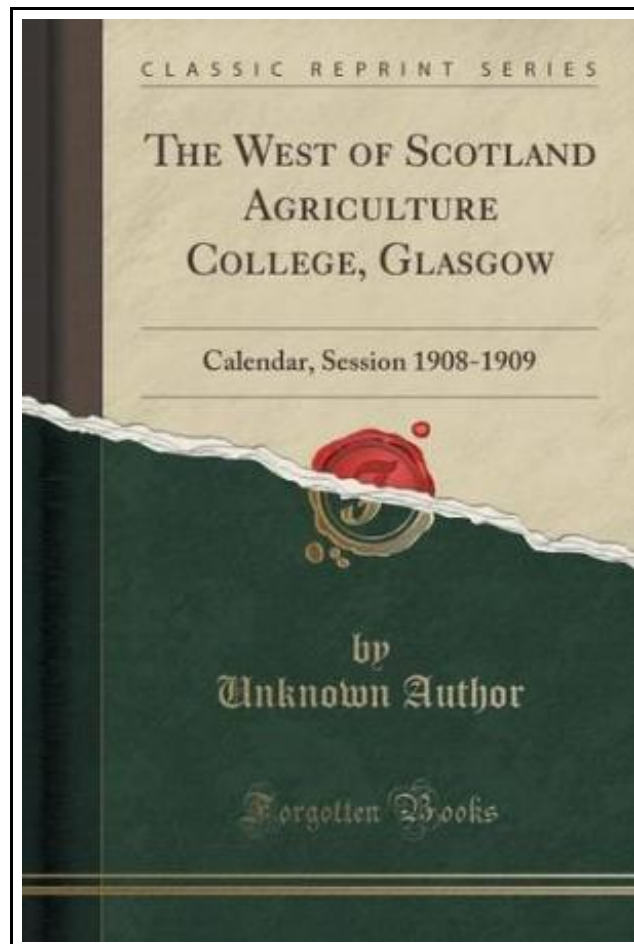 CLASSIC REPRINT SERIES
THE WEST OF SCOTLAND
AGRICULTURE
COLLEGE, GLASGOW
Calendar, Session 1908-1909
F
by
Unknown Author
Forgotten Books